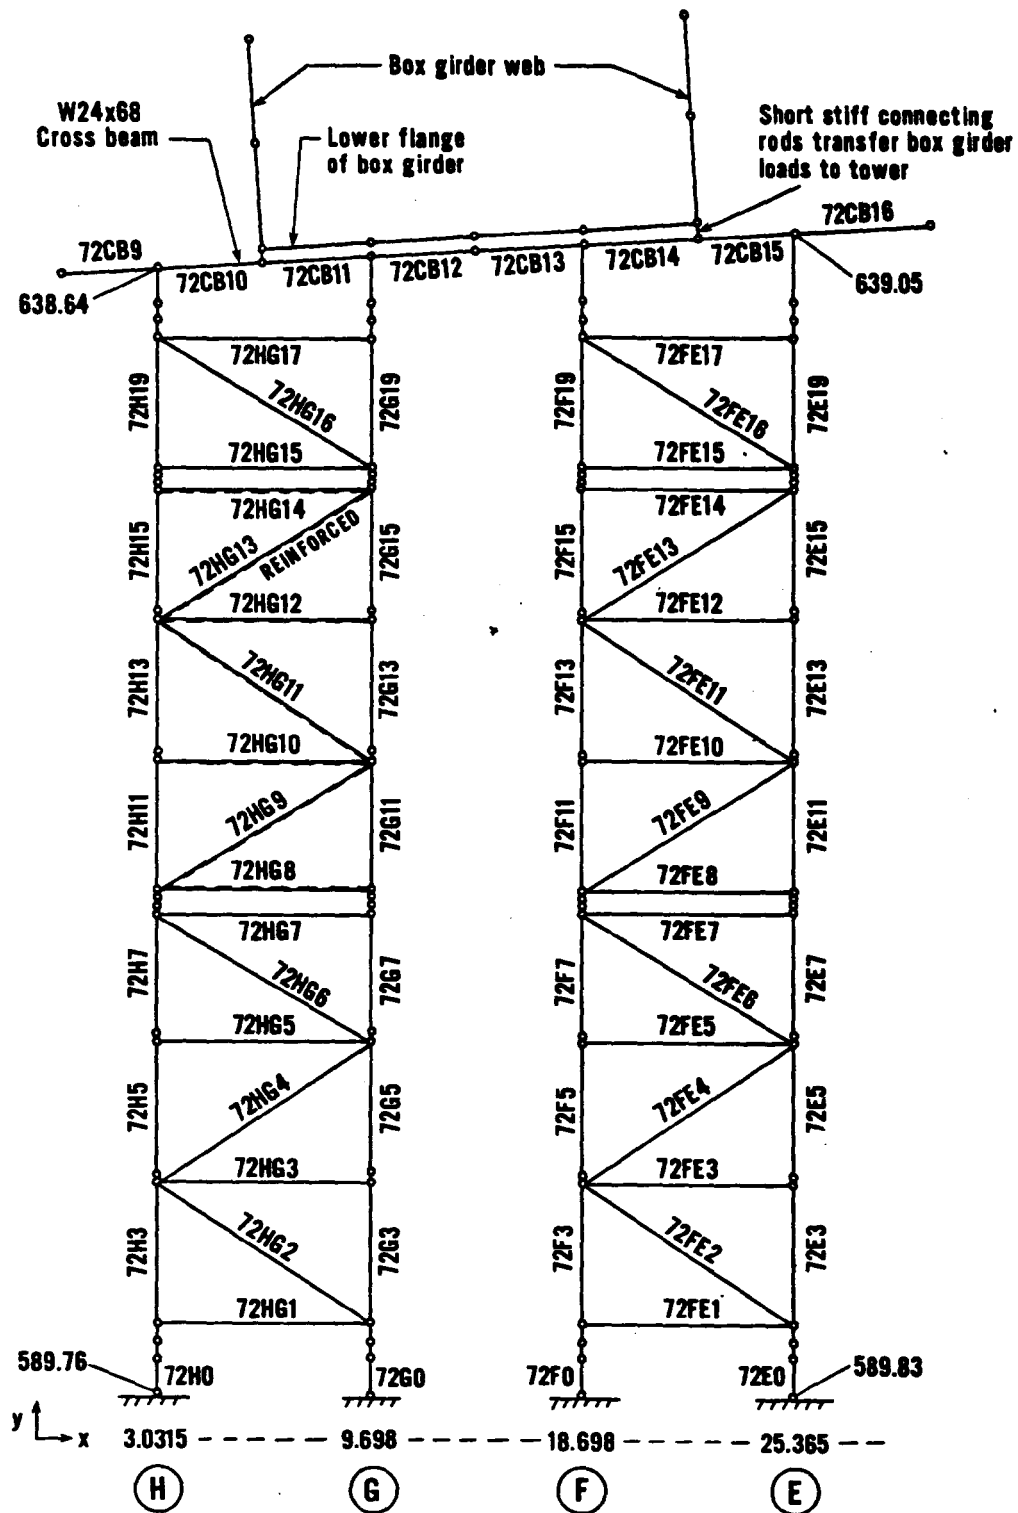 Box girder web
W24x68
Cross beam
Lower flange
of box girder
Short stiff connecting
rods transfer box girder
loads to tower
72CB9
72CB10
72CB11
72CB12
72CB13
72CB14
72CB15
72CB16
638.64
639.05
72HG17
72FE17
72H19
72HG16
72G19
72F19
72FE16
72E19
72HG15
72FE15
72HG14
72FE14
72H15
72HG13
REINFORCED
72G15
72F15
72FE13
72E15
72HG12
72FE12
72H13
72HG11
72G13
72F13
72FE11
72E13
72HG10
72FE10
72H11
72HG9
72G11
72F11
72FE9
72E11
72HG8
72FE8
72HG7
72FE7
72H7
72HG6
72G7
72F7
72FE6
72E7
72HG5
72FE5
72H5
72HG4
72G5
72F5
72FE4
72E5
72HG3
72FE3
72H3
72HG2
72G3
72F3
72FE2
72E3
72HG1
72FE1
589.76
72H0
72G0
72F0
72E0
589.83
y
x
3.0315 9.698 18.698 25.365
H G F E